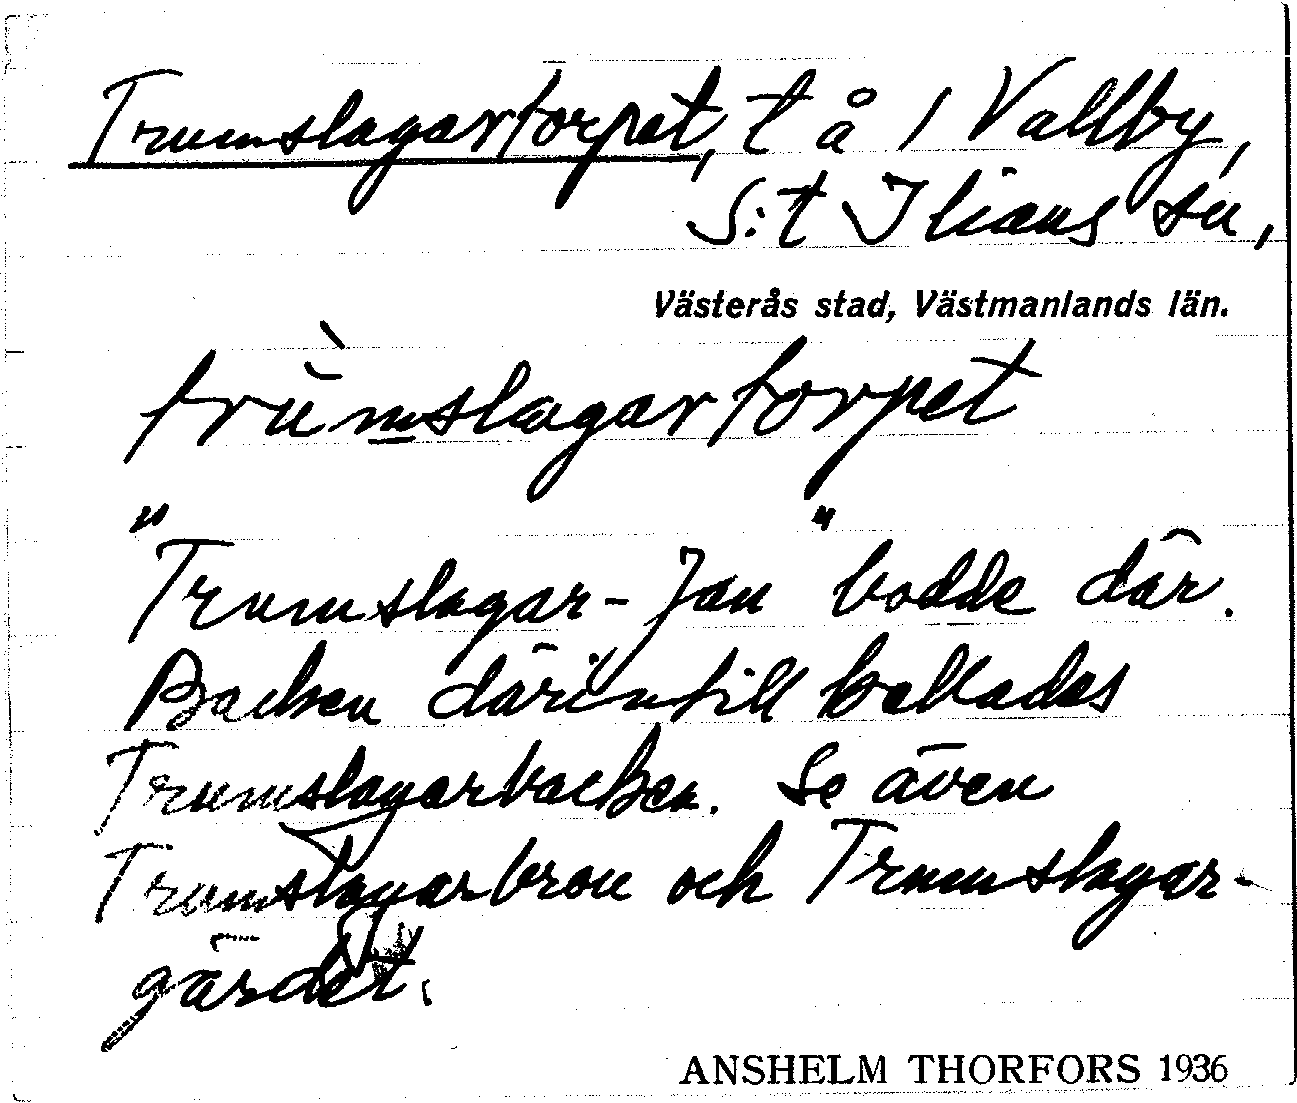 Trumslagartorpet, t å 1 Vallby,
S:t Ilians sn,
Västerås stad, Västmanlands län.
trùmslagartorpet
"Trumslagar-Jan" bodde där.
Backen därintill kallades
Trumslagarbacken. Se även
Trumslagarbron och Trumslagar-
gärdet.
ANSHELM THORFORS 1936